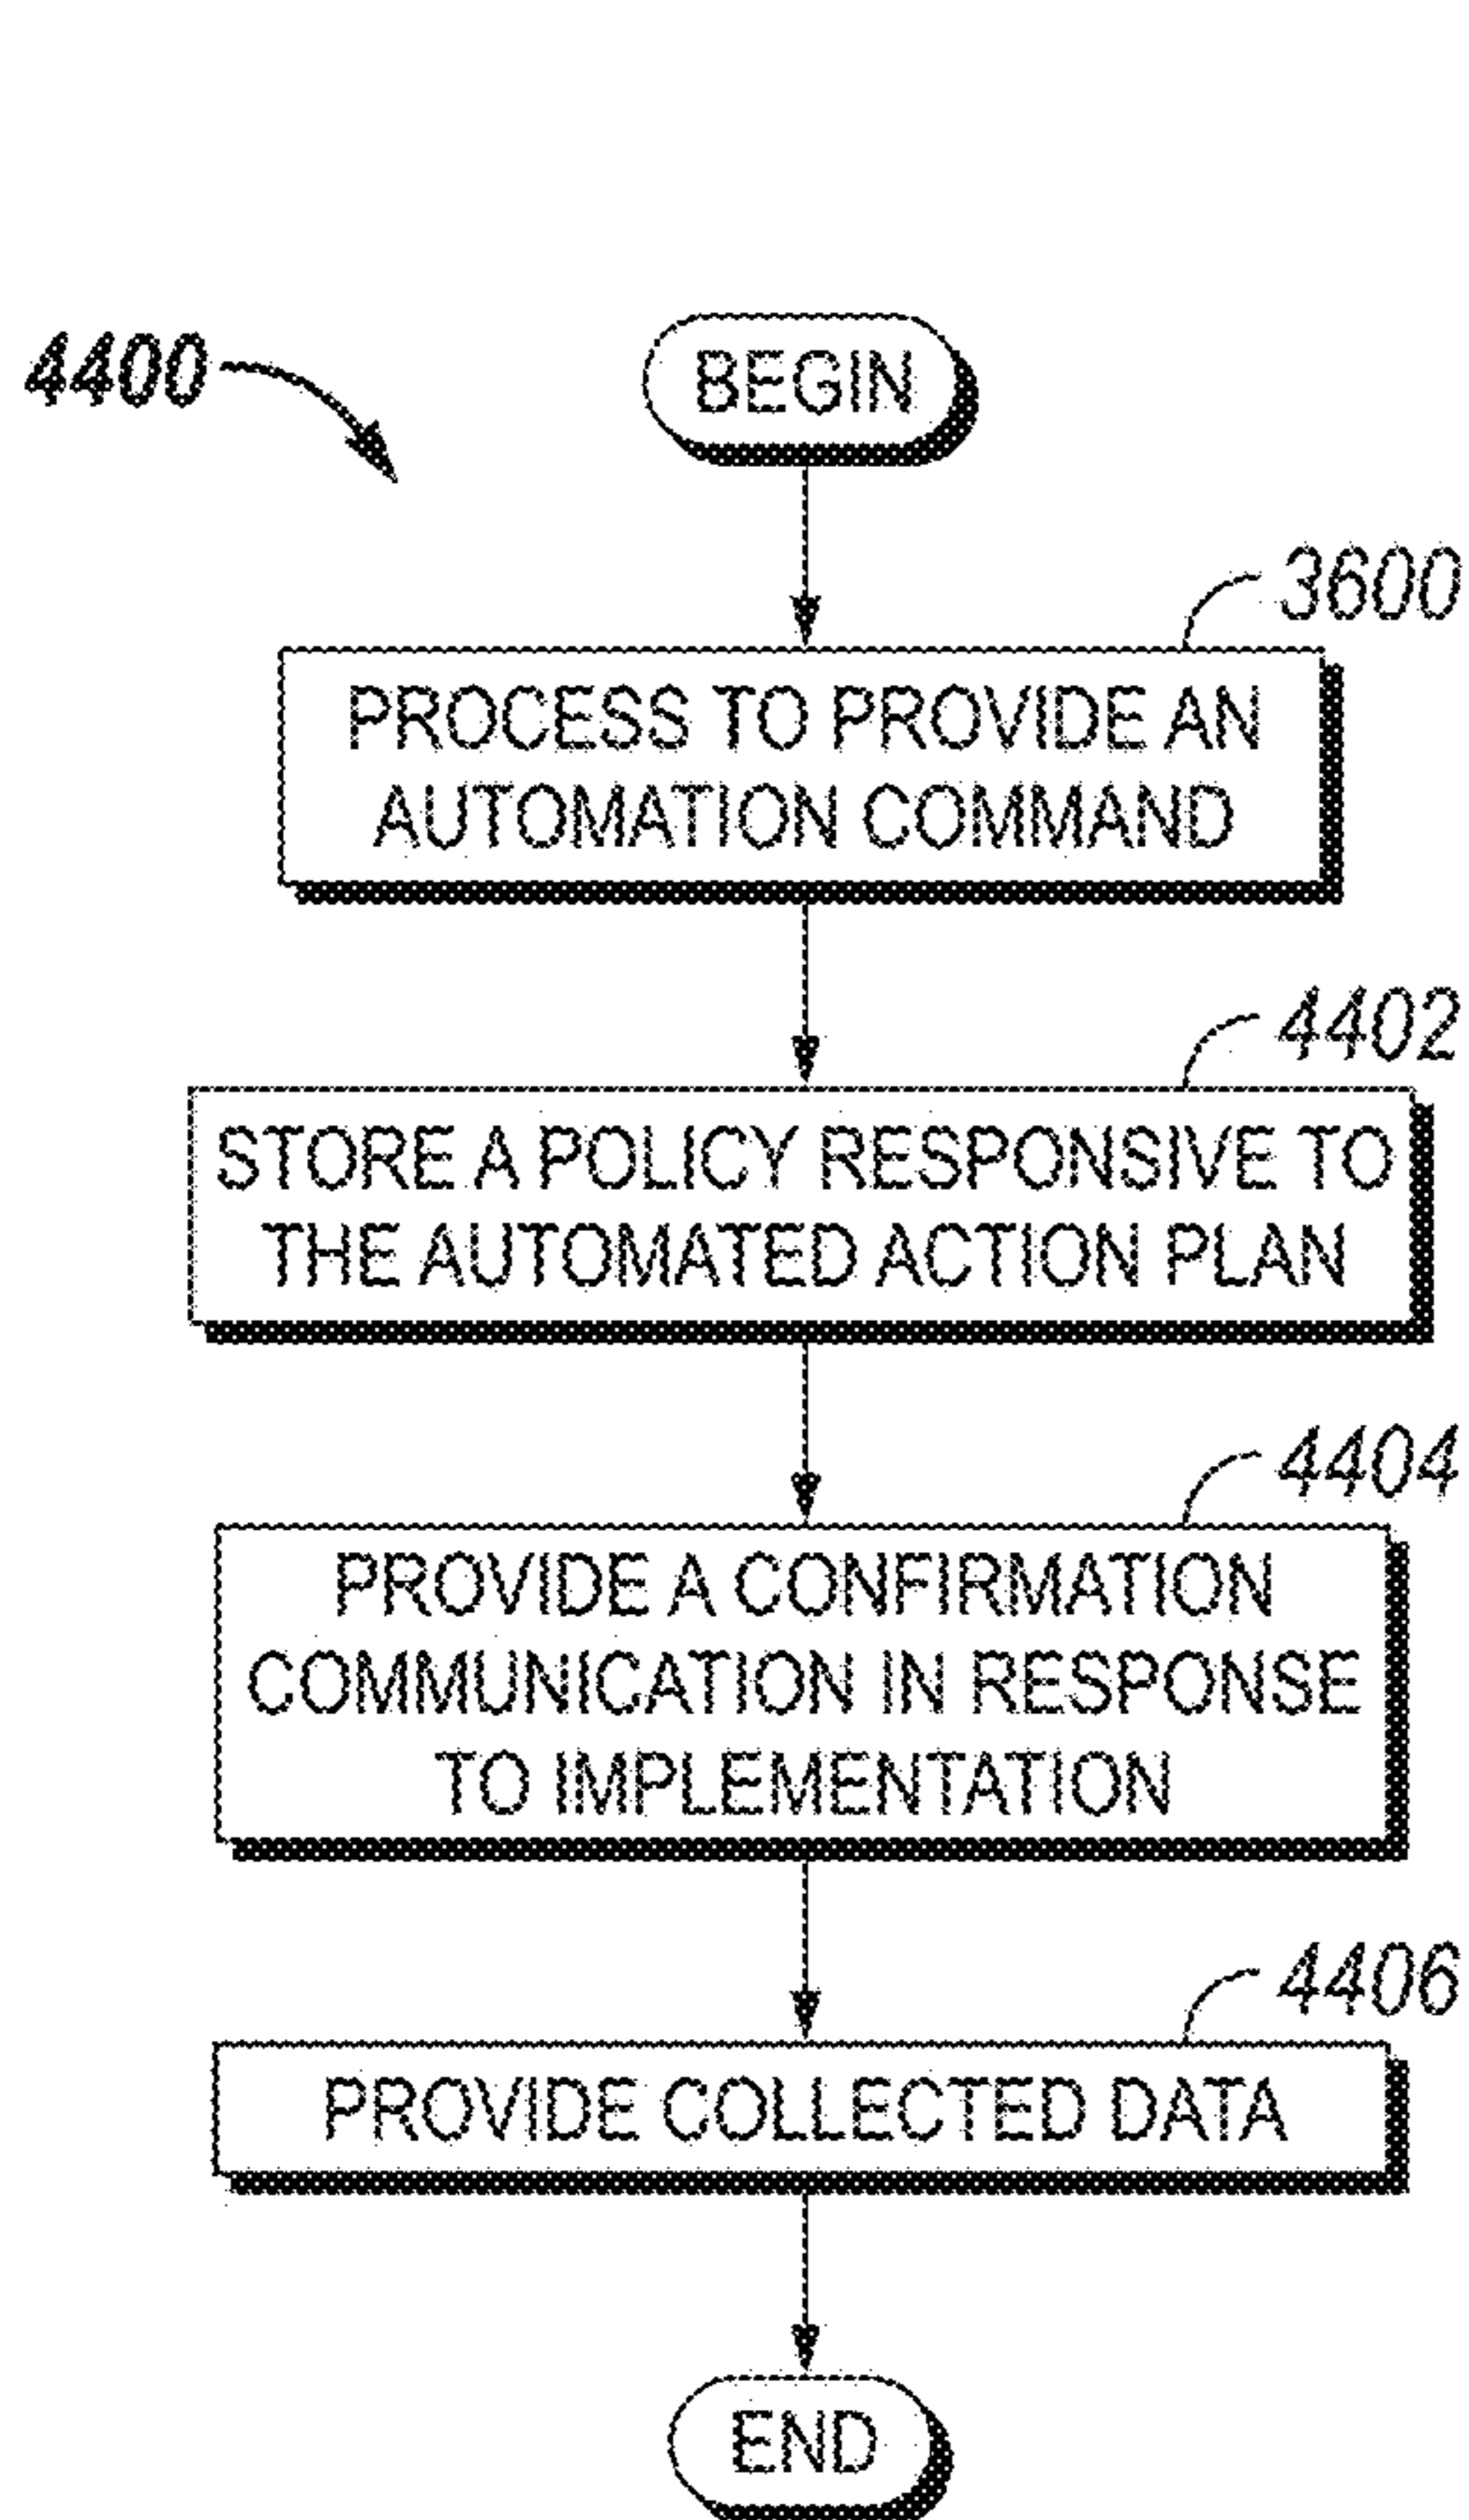 4400
BEGIN
3600
PROCESS TO PROVIDE AN
AUTOMATION COMMAND
4402
STORE A POLICY RESPONSIVE TO
THE AUTOMATED ACTION PLAN
4404
PROVIDE A CONFIRMATION
COMMUNICATION IN RESPONSE
TO IMPLEMENTATION
4406
PROVIDE COLLECTED DATA
END